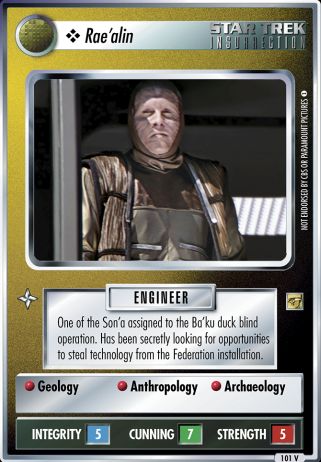 ❖ Rae'alin
STAR TREK
INSURRECTION
NOT ENDORSED BY CBS OR PARAMOUNT PICTURES
ENGINEER
One of the Son'a assigned to the Ba'ku duck blind
operation. Has been secretly looking for opportunities
to steal technology from the Federation installation.
Geology
Anthropology
Archaeology
INTEGRITY 5 CUNNING 7 STRENGTH 5
101 V